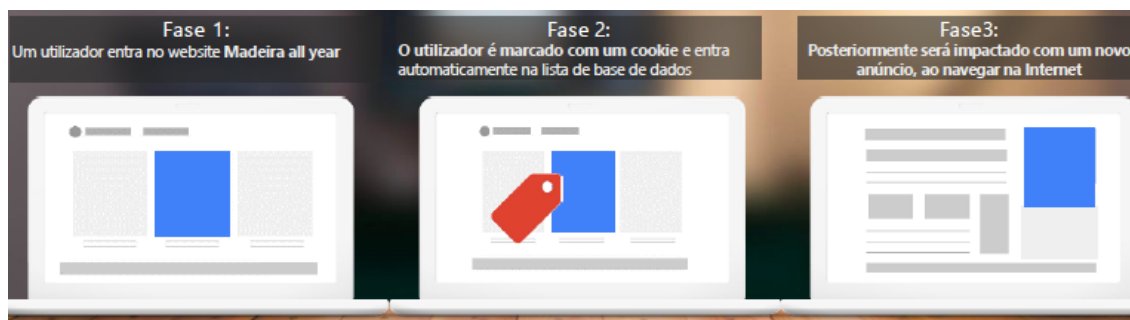 Fase 1:
Um utilizador entra no website Madeira all year
Fase 2:
O utilizador é marcado com um cookie e entra
automaticamente na lista de base de dados
Fase3:
Posteriormente será impactado com um novo
anúncio, ao navegar na Internet